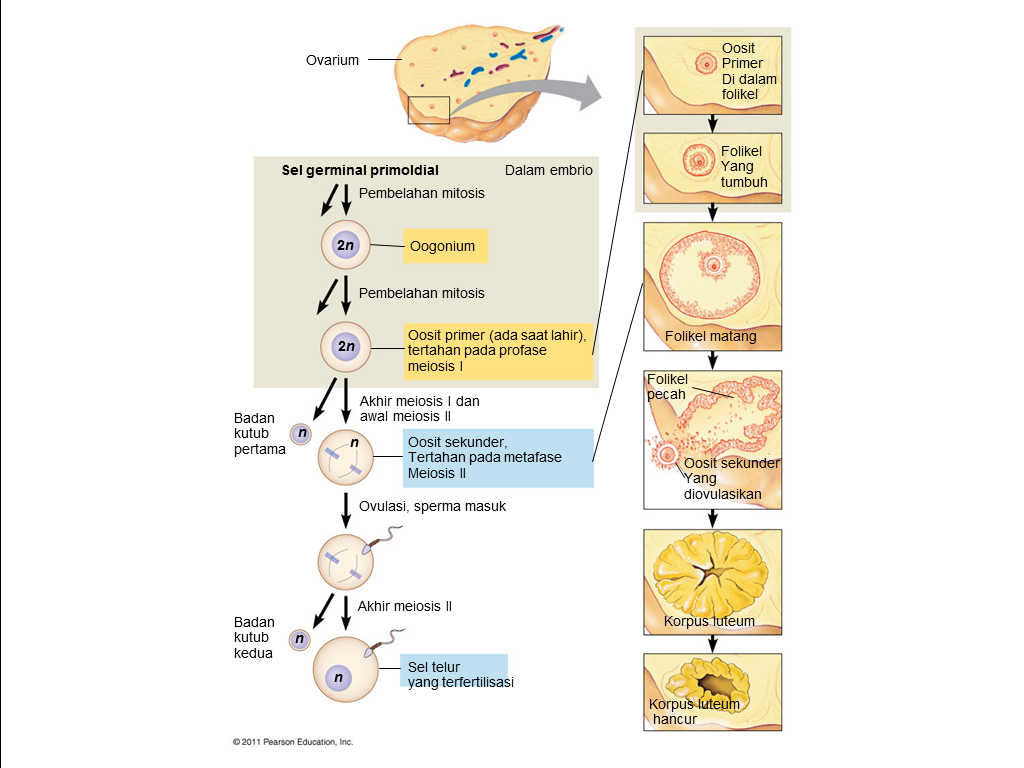 Ovarium
Sel germinal primoldial
Dalam embrio
Pembelahan mitosis
2n
Oogonium
Pembelahan mitosis
2n
Oosit primer (ada saat lahir),
tertahan pada profase
meiosis I
Akhir meiosis I dan
awal meiosis II
Badan
kutub
pertama
n
n
Oosit sekunder,
Tertahan pada metafase
Meiosis II
Ovulasi, sperma masuk
Akhir meiosis II
Badan
kutub
kedua
n
n
Sel telur
yang terfertilisasi
Oosit
Primer
Di dalam
folikel
Folikel
Yang
tumbuh
Folikel matang
Folikel
pecah
Oosit sekunder
Yang
diovulasikan
Korpus luteum
Korpus luteum
hancur
© 2011 Pearson Education, Inc.